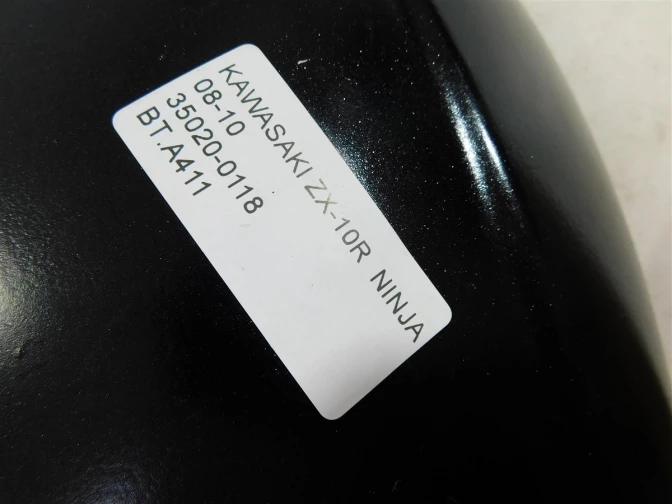 KAWASAKI ZX-10R NINJA
08-10
35020-0118
BT.A411